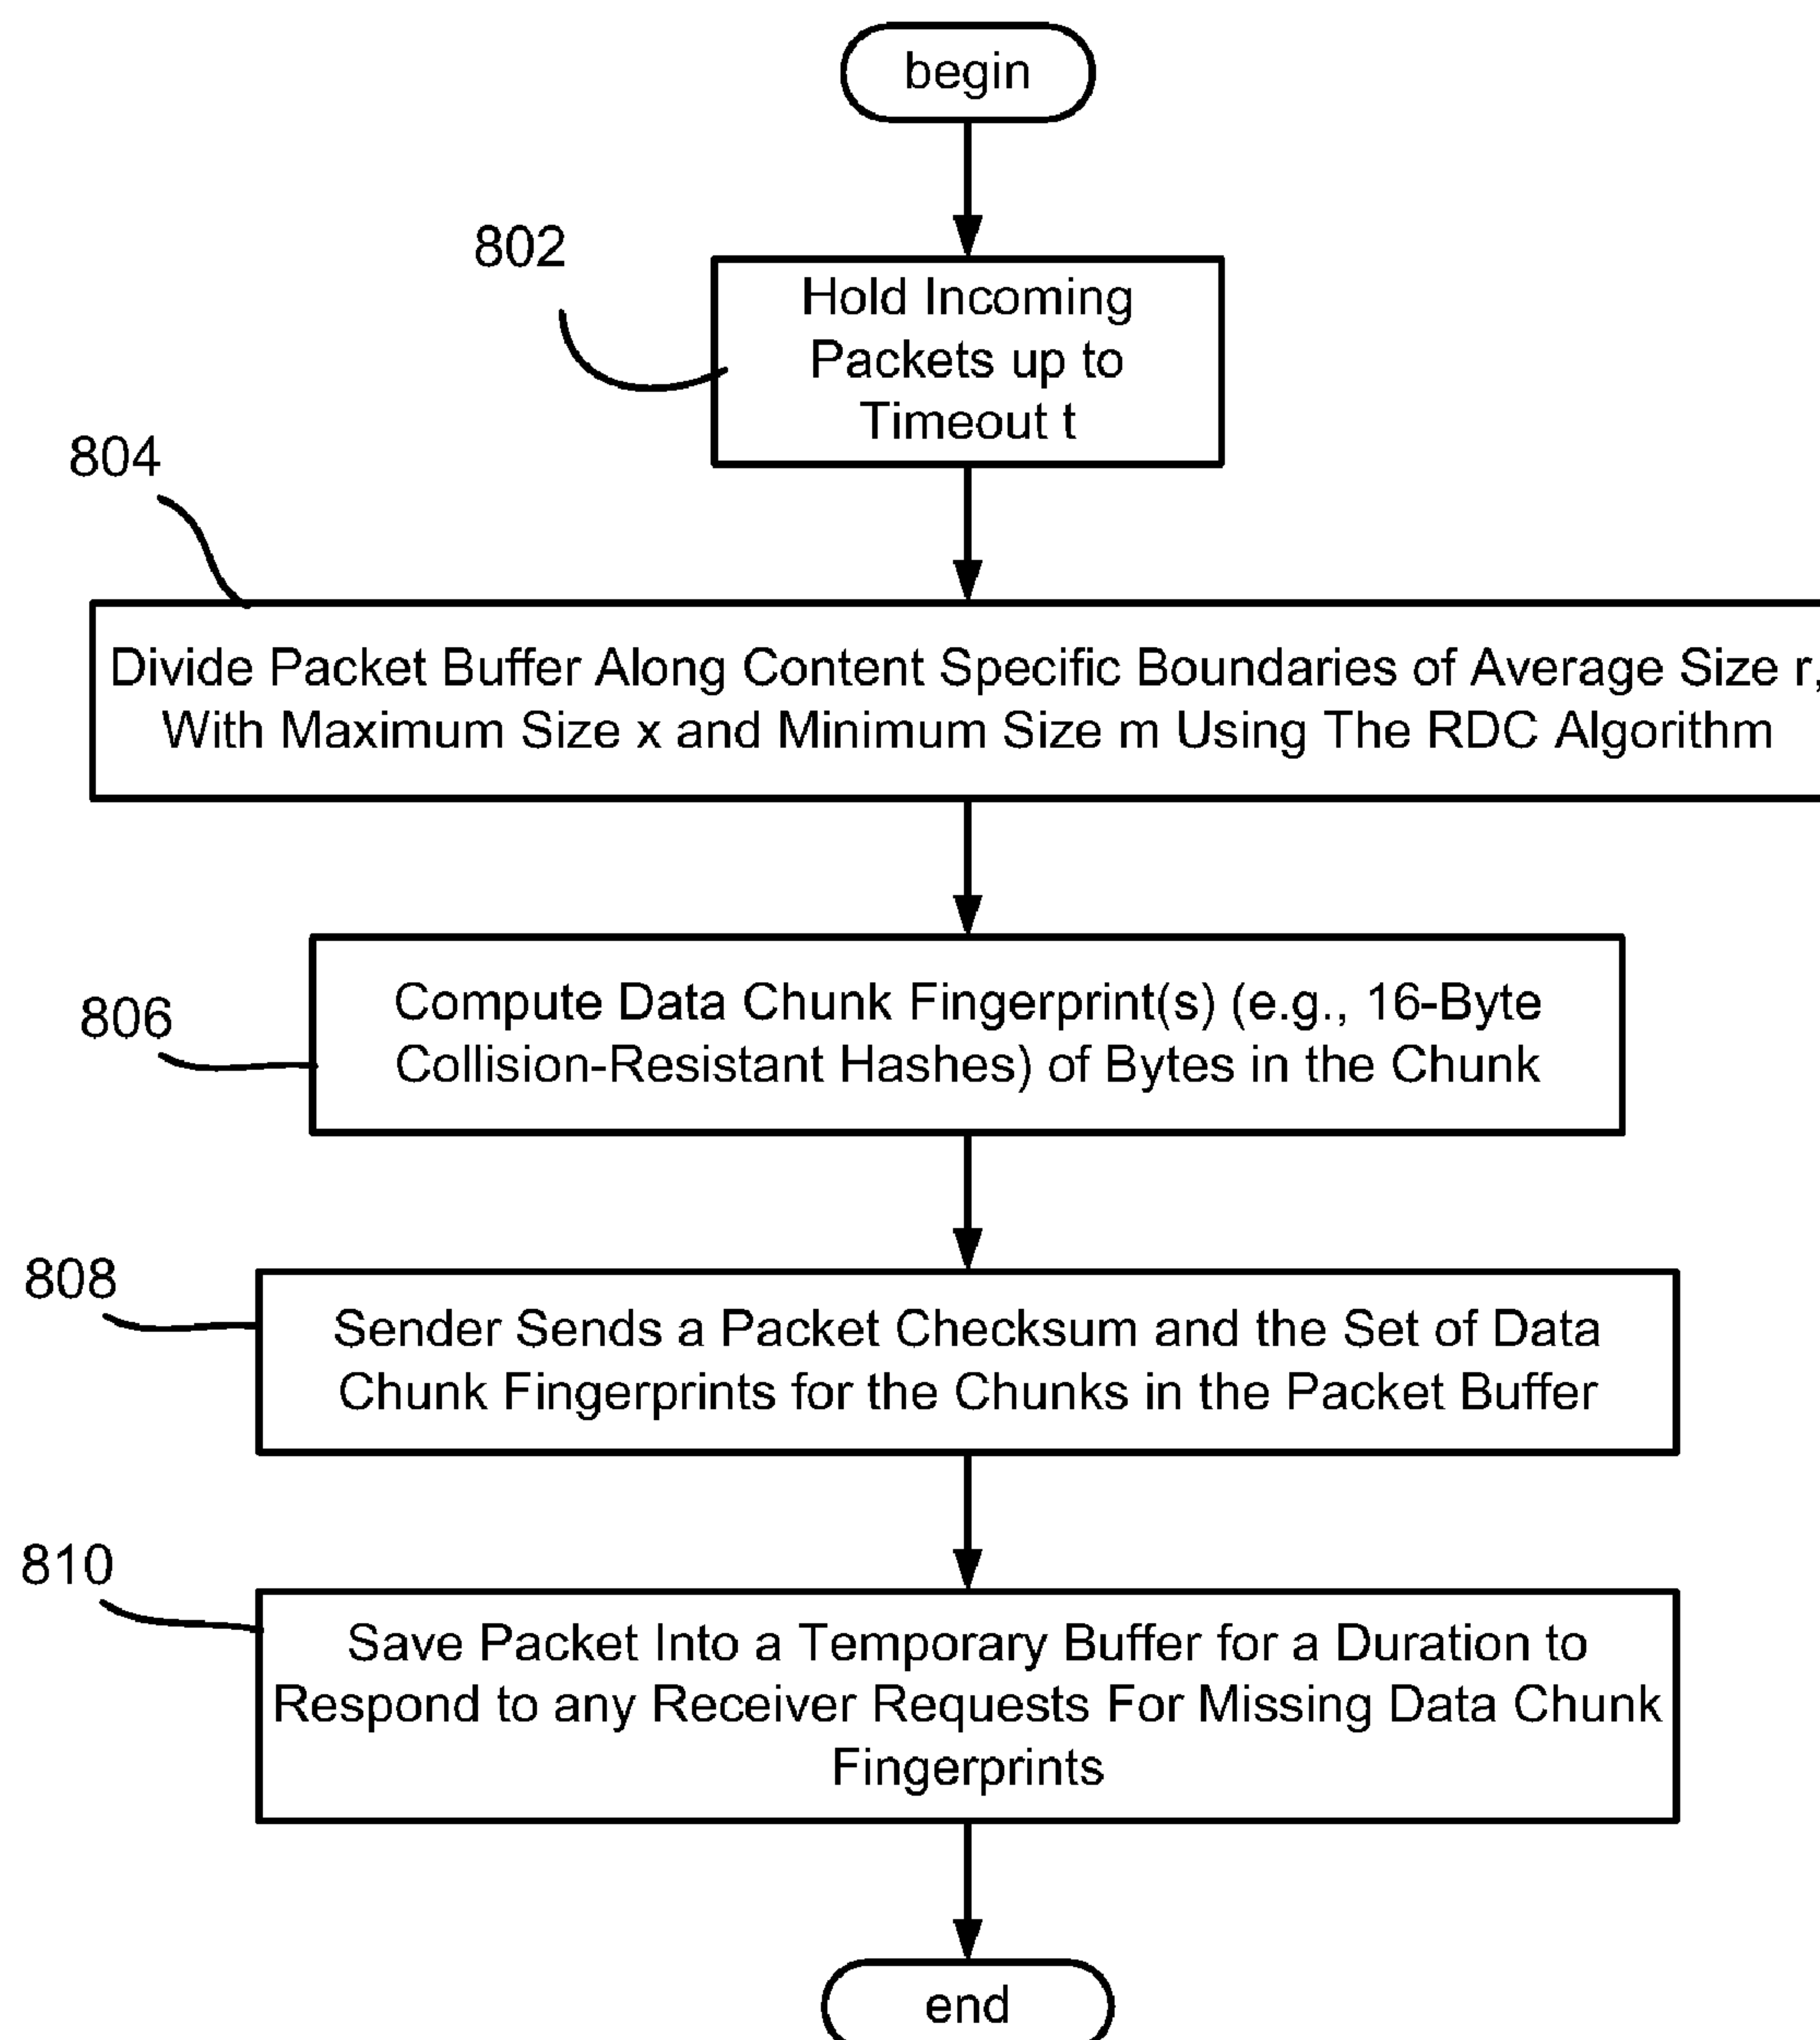 begin
802
Hold Incoming
Packets up to
Timeout t
804
Divide Packet Buffer Along Content Specific Boundaries of Average Size r,
With Maximum Size x and Minimum Size m Using The RDC Algorithm
806
Compute Data Chunk Fingerprint(s) (e.g., 16-Byte
Collision-Resistant Hashes) of Bytes in the Chunk
808
Sender Sends a Packet Checksum and the Set of Data
Chunk Fingerprints for the Chunks in the Packet Buffer
810
Save Packet Into a Temporary Buffer for a Duration to
Respond to any Receiver Requests For Missing Data Chunk
Fingerprints
end